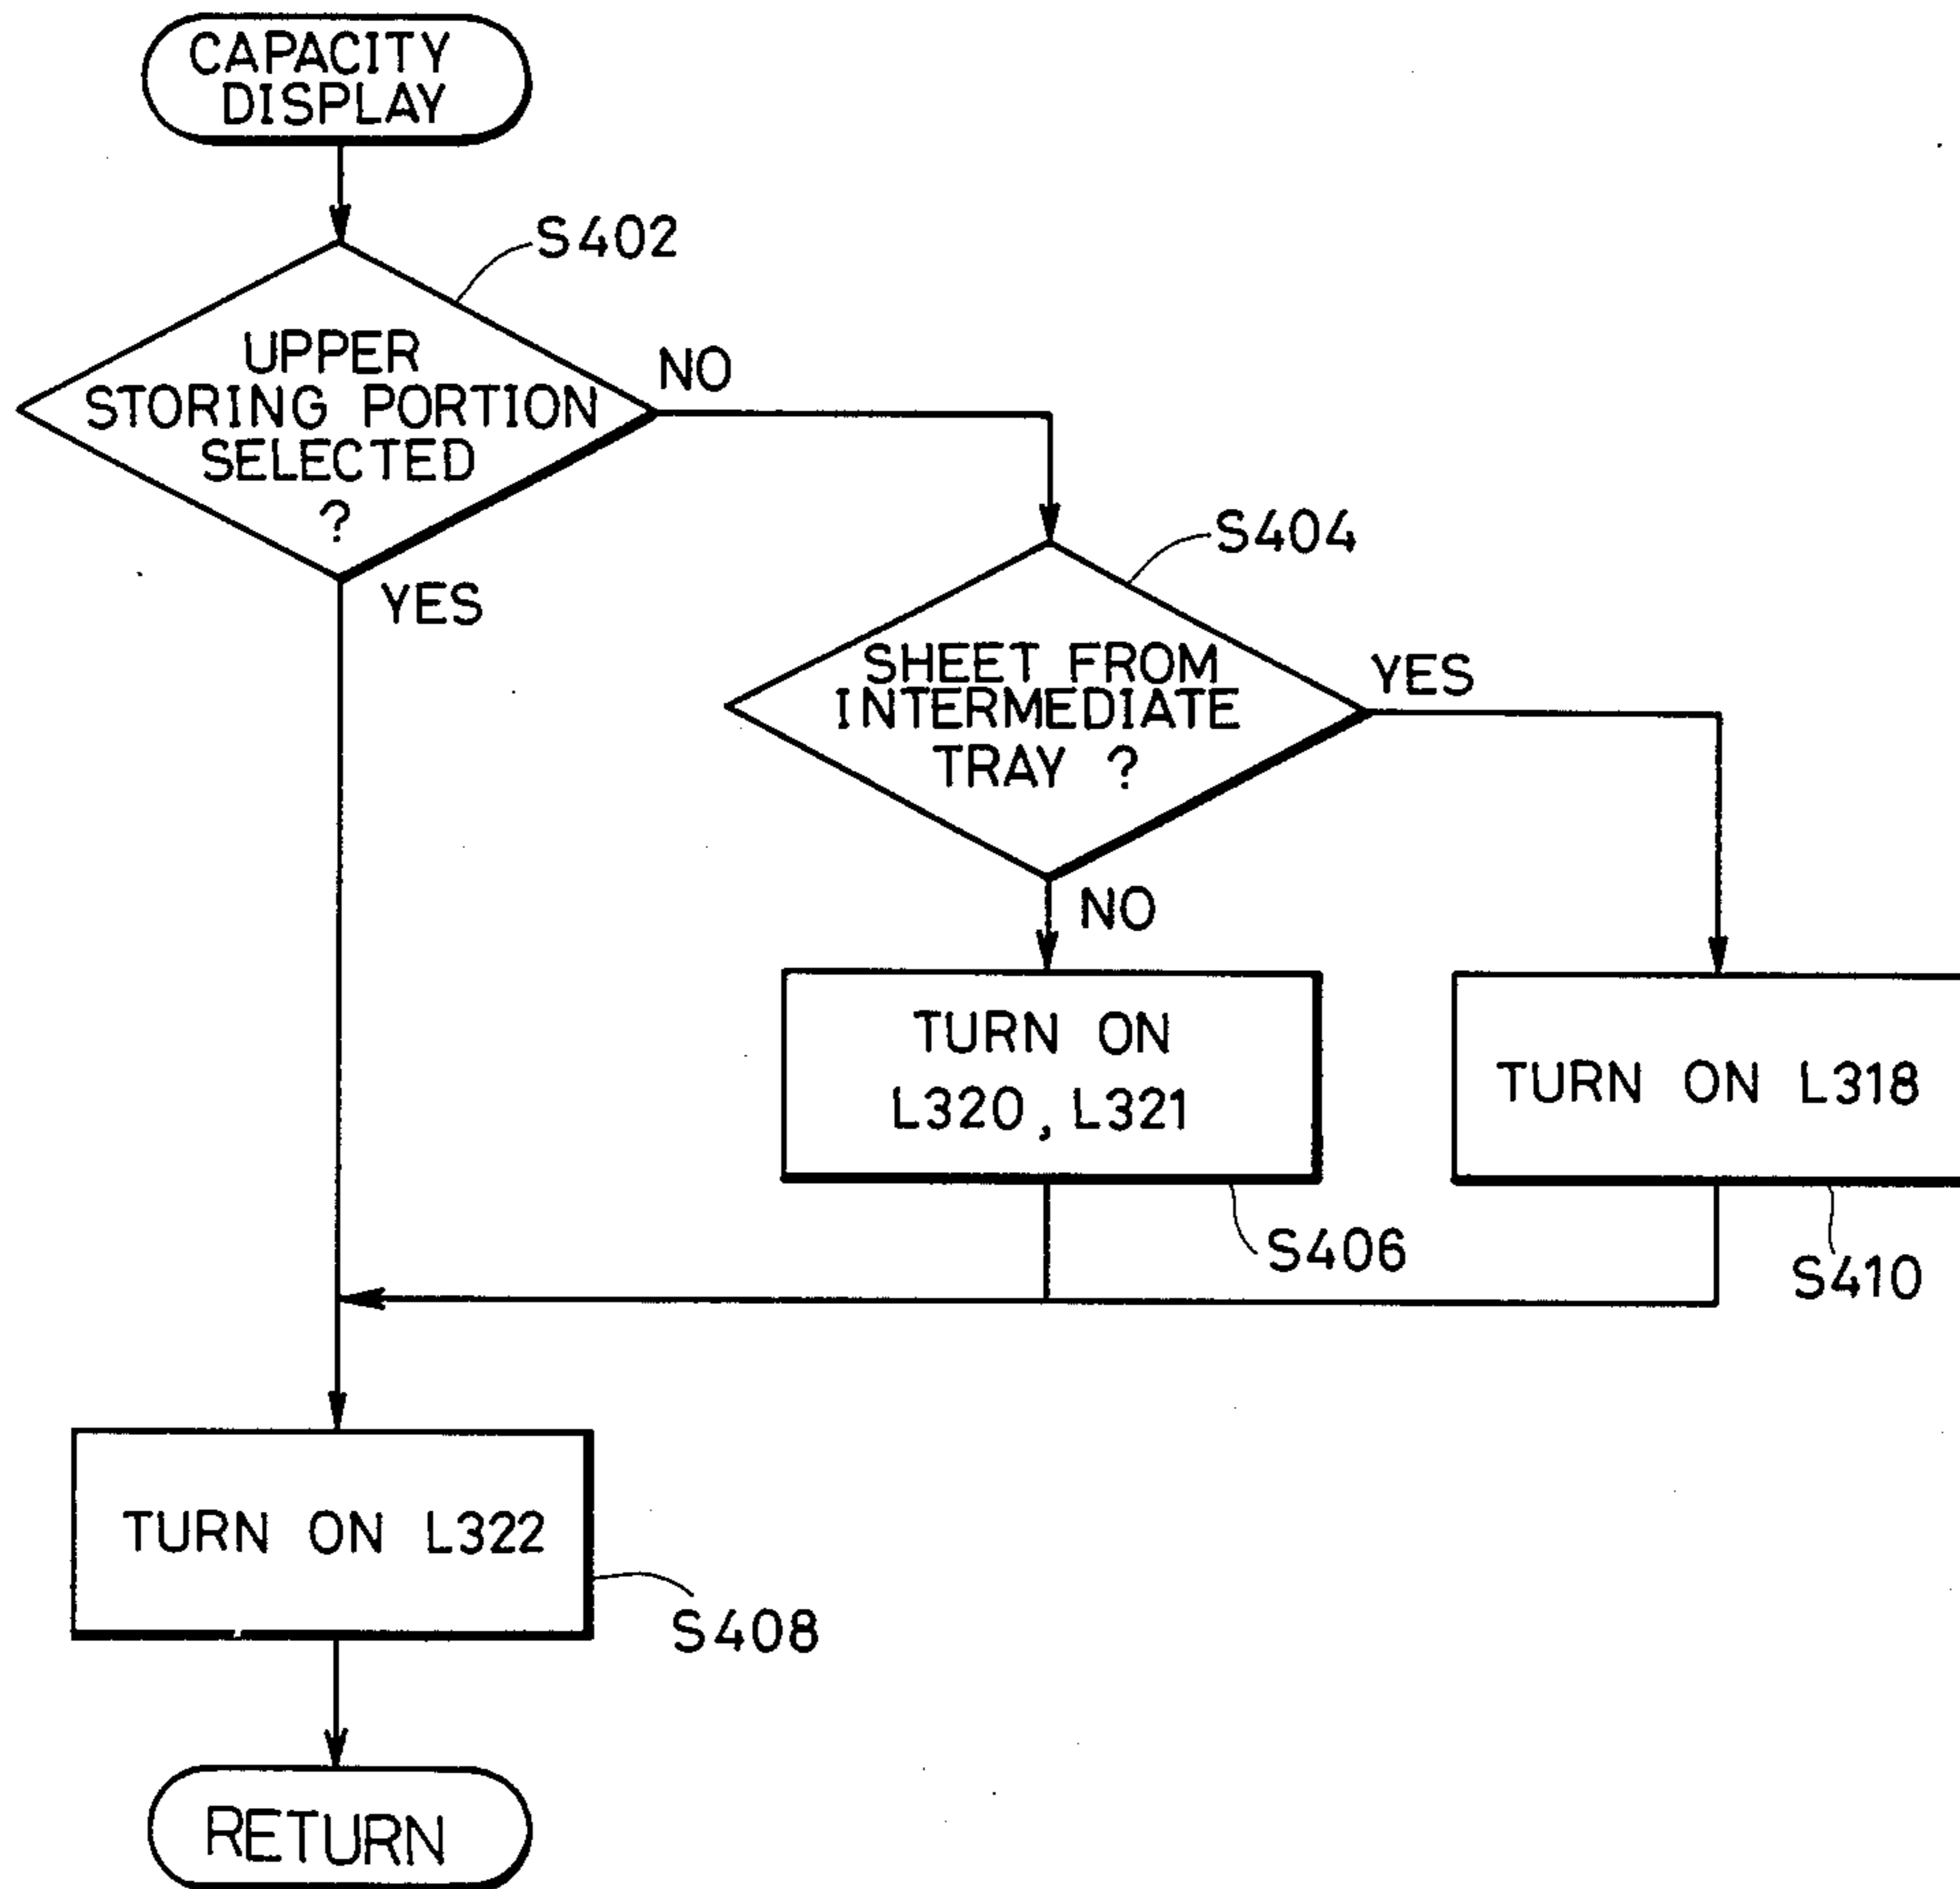 CAPACITY
DISPLAY
S402
UPPER
STORING PORTION
SELECTED
?
NO
YES
S404
SHEET FROM
INTERMEDIATE
TRAY ?
YES
NO
TURN ON
L320, L321
TURN ON L318
S406
S410
TURN ON L322
S408
RETURN